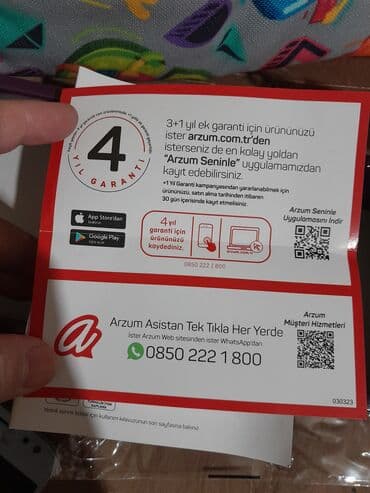 4
YIL GARANTİ
3+1 yıl ek garanti için ürününüzü
ister arzum.com.tr'den
isterseniz de en kolay yoldan
"Arzum Seninle" uygulamamızdan
kayıt edebilirsiniz.
+1 Yıl Garanti kampanyasından yararlanabilmek için
ürününüzü, satın alma tarihinden itibaren
30 gün içerisinde kayıt etmelisiniz.
App Store'dan
Google Play
4 yıl
garanti için
ürününüzü
kaydediniz.
0850 222 1 800
Arzum Seninle
Uygulamasını İndir
a
Arzum Asistan Tek Tıkla Her Yerde
ister Arzum Web sitesinden ister WhatsApp'dan
0850 222 1 800
Arzum
Müşteri Hizmetleri
030323